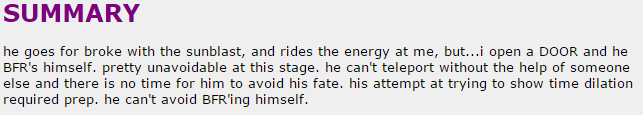 SUMMARY
he goes for broke with the sunblast, and rides the energy at me, but...i open a DOOR and he
BFR's himself. pretty unavoidable at this stage. he can't teleport without the help of someone
else and there is no time for him to avoid his fate. his attempt at trying to show time dilation
required prep. he can't avoid BFR'ing himself.